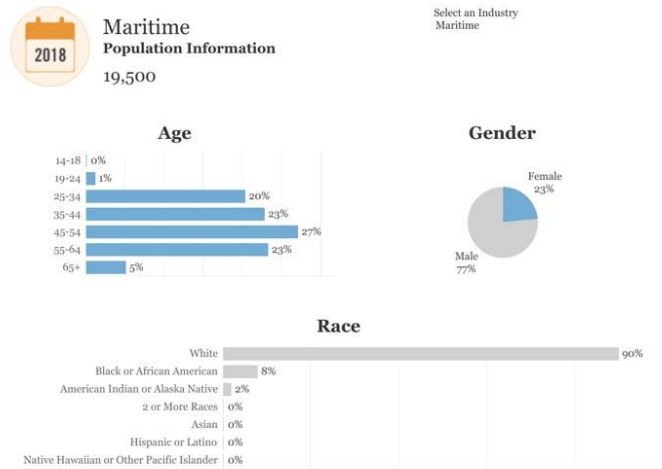 2018
Maritime
Population Information
19,500
Select an Industry
Maritime
Age
14-18 0%
19-24 1%
25-34 20%
35-44 23%
45-54 27%
55-64 23%
65+ 5%
Gender
Female
23%
Male
77%
Race
White 90%
Black or African American 8%
American Indian or Alaska Native 2%
2 or More Races 0%
Asian 0%
Hispanic or Latino 0%
Native Hawaiian or Other Pacific Islander 0%